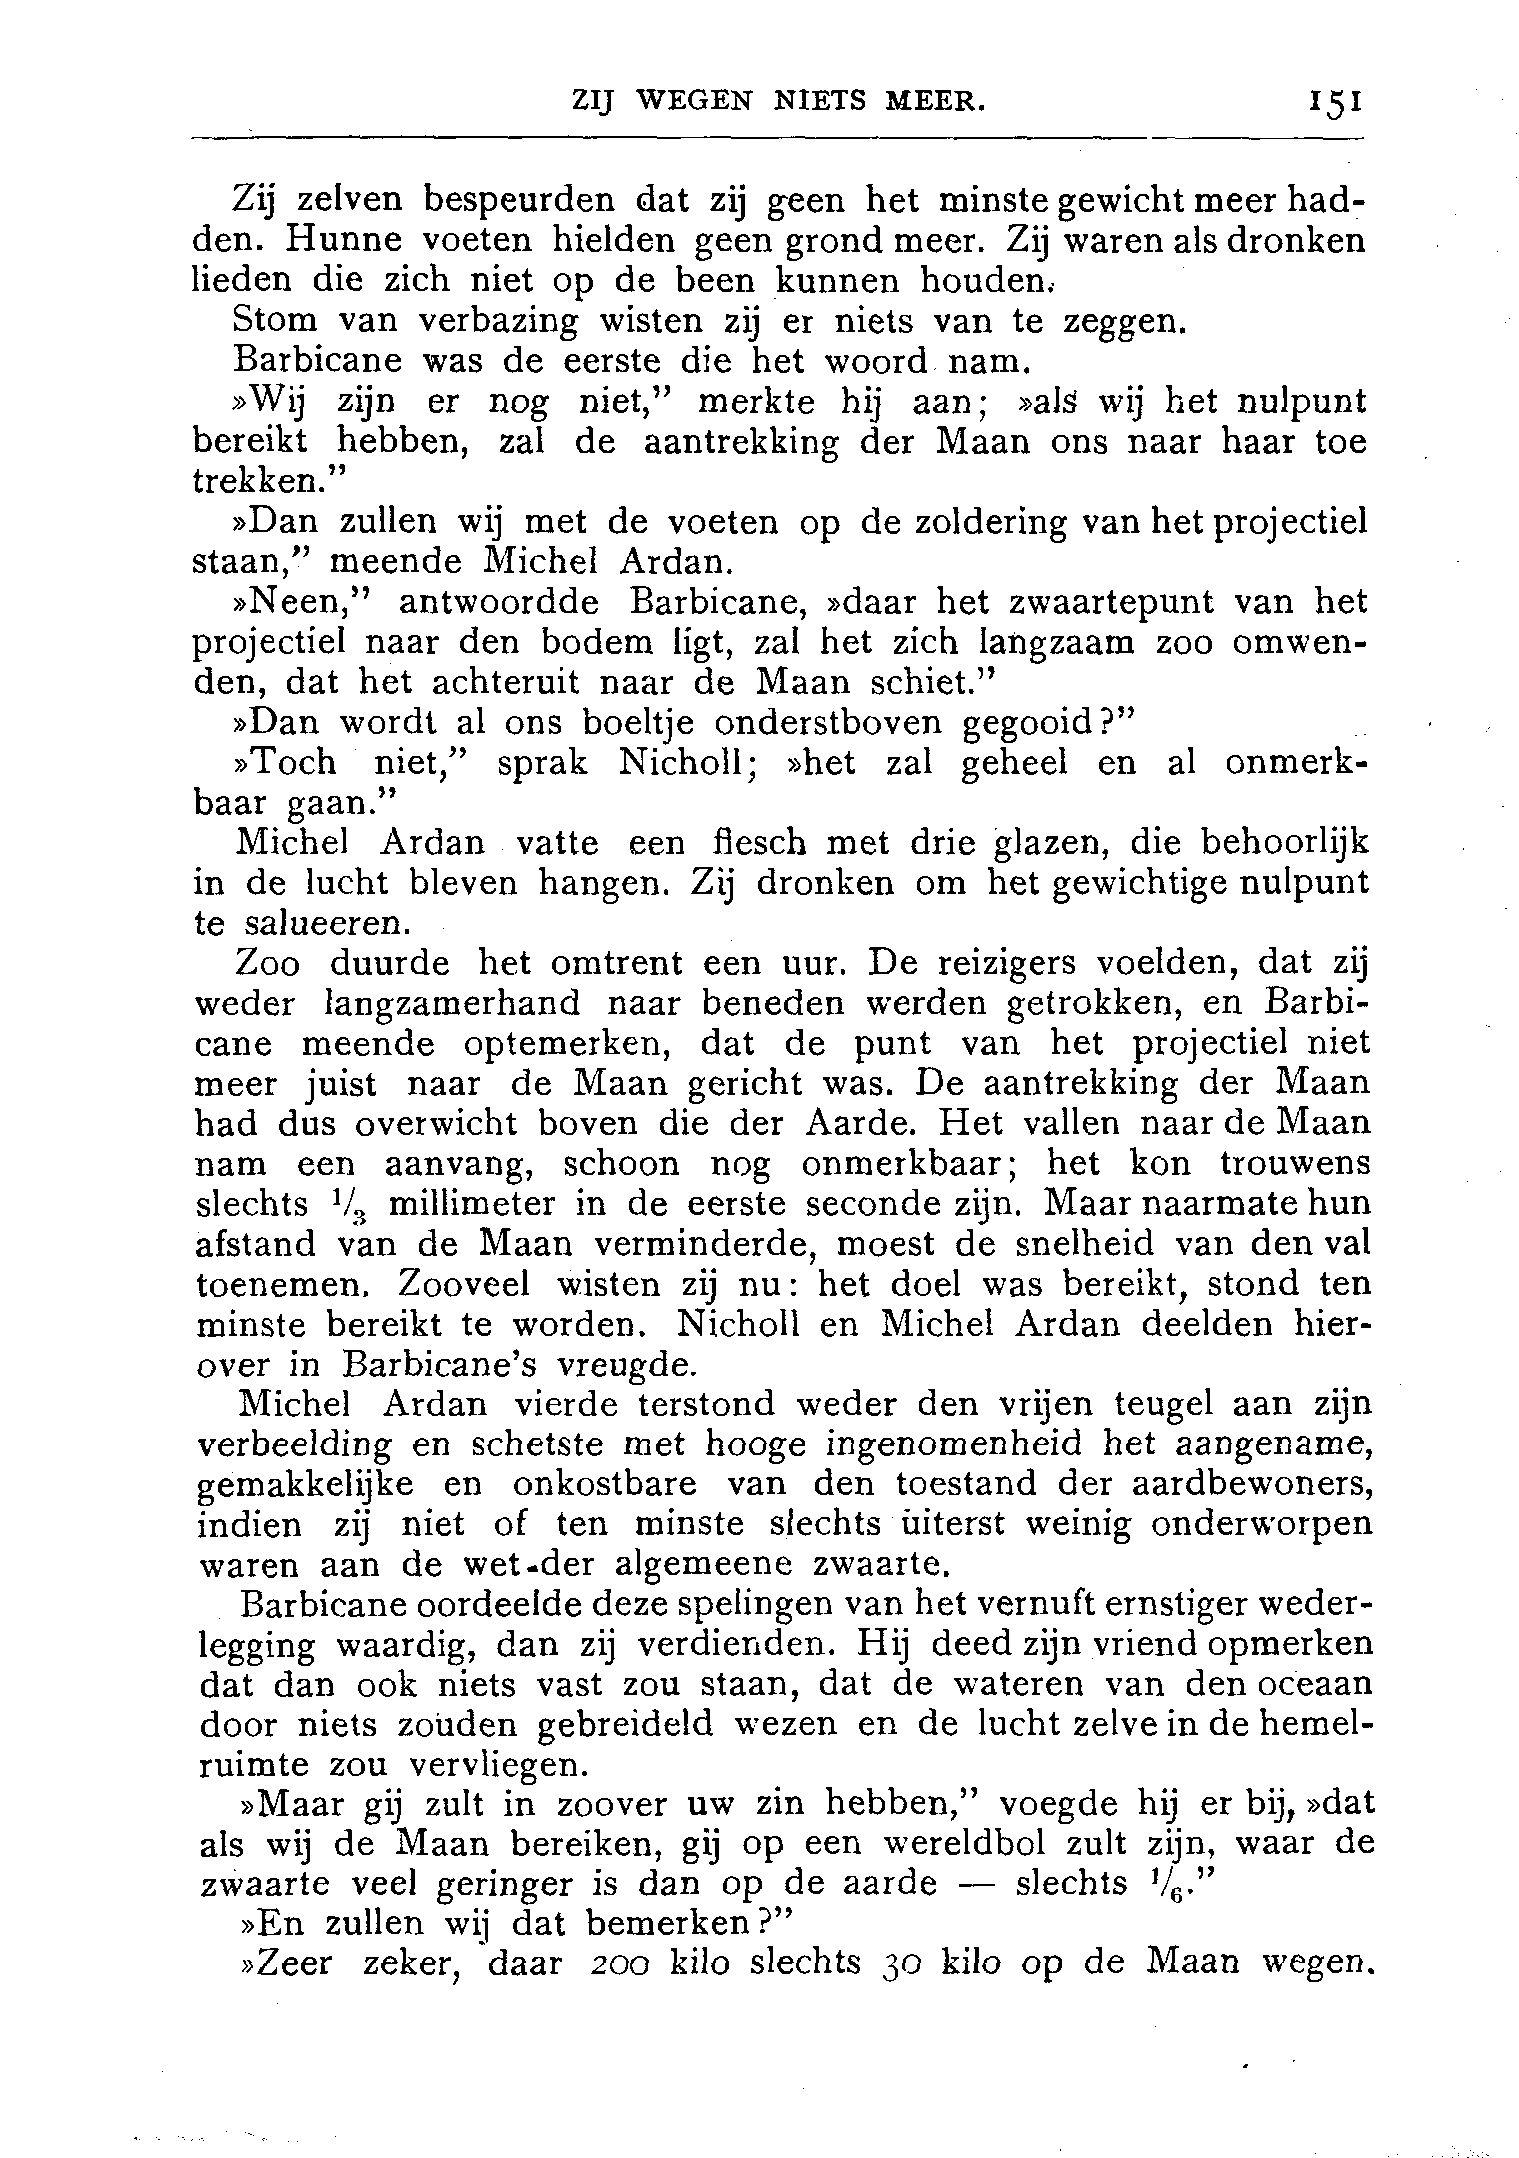 ZIJ WEGEN NIETS MEER. 151
Zij zelven bespeurden dat zij geen het minste gewicht meer had-
den. Hunne voeten hielden geen grond meer. Zij waren als dronken
lieden die zich niet op de been kunnen houden.
Stom van verbazing wisten zij er niets van te zeggen.
Barbicane was de eerste die het woord nam.
»Wij zijn er nog niet,” merkte hij aan; »als wij het nulpunt
bereikt hebben, zal de aantrekking der Maan ons naar haar toe
trekken.”
»Dan zullen wij met de voeten op de zoldering van het projectiel
staan,” meende Michel Ardan.
»Neen,” antwoordde Barbicane, »daar het zwaartepunt van het
projectiel naar den bodem ligt, zal het zich langzaam zoo omwen-
den, dat het achteruit naar de Maan schiet.”
»Dan wordt al ons boeltje onderstboven gegooid?”
»Toch niet,” sprak Nicholl; »het zal geheel en al onmerk-
baar gaan.”
Michel Ardan vatte een flesch met drie glazen, die behoorlijk
in de lucht bleven hangen. Zij dronken om het gewichtige nulpunt
te salueeren.
Zoo duurde het omtrent een uur. De reizigers voelden, dat zij
weder langzamerhand naar beneden werden getrokken, en Barbi-
cane meende optemerken, dat de punt van het projectiel niet
meer juist naar de Maan gericht was. De aantrekking der Maan
had dus overwicht boven die der Aarde. Het vallen naar de Maan
nam een aanvang, schoon nog onmerkbaar; het kon trouwens
slechts ¹/₃ millimeter in de eerste seconde zijn. Maar naarmate hun
afstand van de Maan verminderde, moest de snelheid van den val
toenemen. Zooveel wisten zij nu: het doel was bereikt, stond ten
minste bereikt te worden. Nicholl en Michel Ardan deelden hier-
over in Barbicane's vreugde.
Michel Ardan vierde terstond weder den vrijen teugel aan zijn
verbeelding en schetste met hooge ingenomenheid het aangename,
gemakkelijke en onkostbare van den toestand der aardbewoners,
indien zij niet of ten minste slechts uiterst weinig onderworpen
waren aan de wet der algemeene zwaarte.
Barbicane oordeelde deze spelingen van het vernuft ernstiger weder-
legging waardig, dan zij verdienden. Hij deed zijn vriend opmerken
dat dan ook niets vast zou staan, dat de wateren van den oceaan
door niets zouden gebreideld wezen en de lucht zelve in de hemel-
ruimte zou vervliegen.
»Maar gij zult in zoover uw zin hebben,” voegde hij er bij, »dat
als wij de Maan bereiken, gij op een wereldbol zult zijn, waar de
zwaarte veel geringer is dan op de aarde — slechts ¹/₆.”
»En zullen wij dat bemerken?”
»Zeer zeker, daar 200 kilo slechts 30 kilo op de Maan wegen.